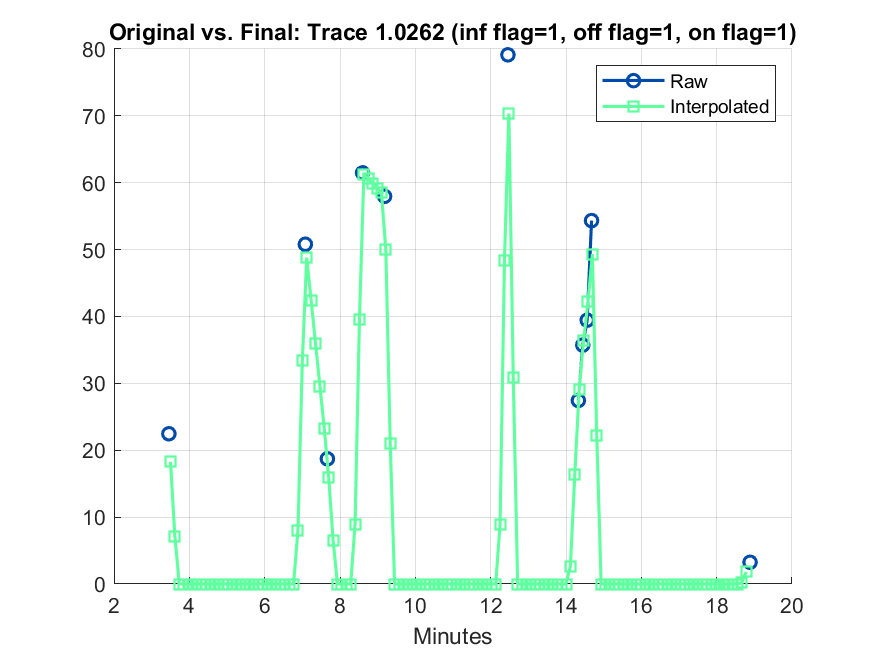 Original vs. Final: Trace 1.0262 (inf flag=1, off flag=1, on flag=1)
80
70
60
50
40
30
20
10
0
Raw
Interpolated
2 4 6 8 10 12 14 16 18 20
Minutes